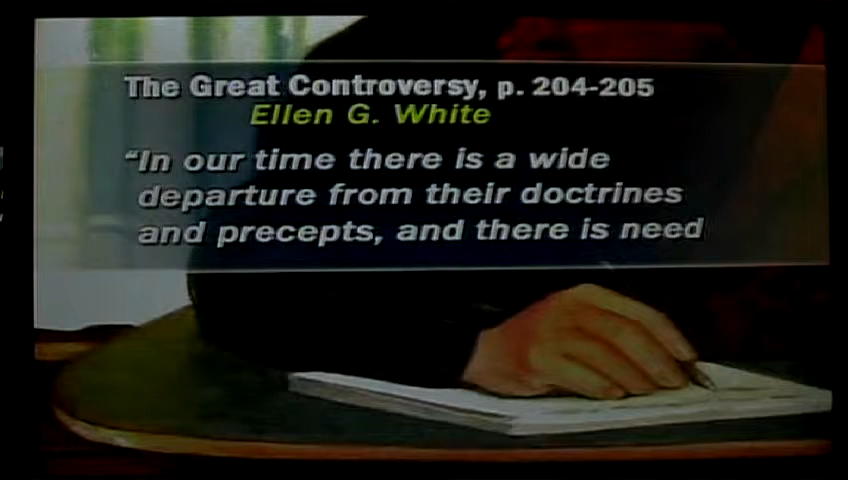 The Great Controversy, p. 204-205
Ellen G. White
“In our time there is a wide
departure from their doctrines
and precepts, and there is need